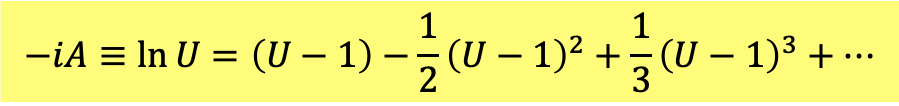 −iA ≡ ln U = (U − 1) − 1/2 (U − 1)² + 1/3 (U − 1)³ + ⋯